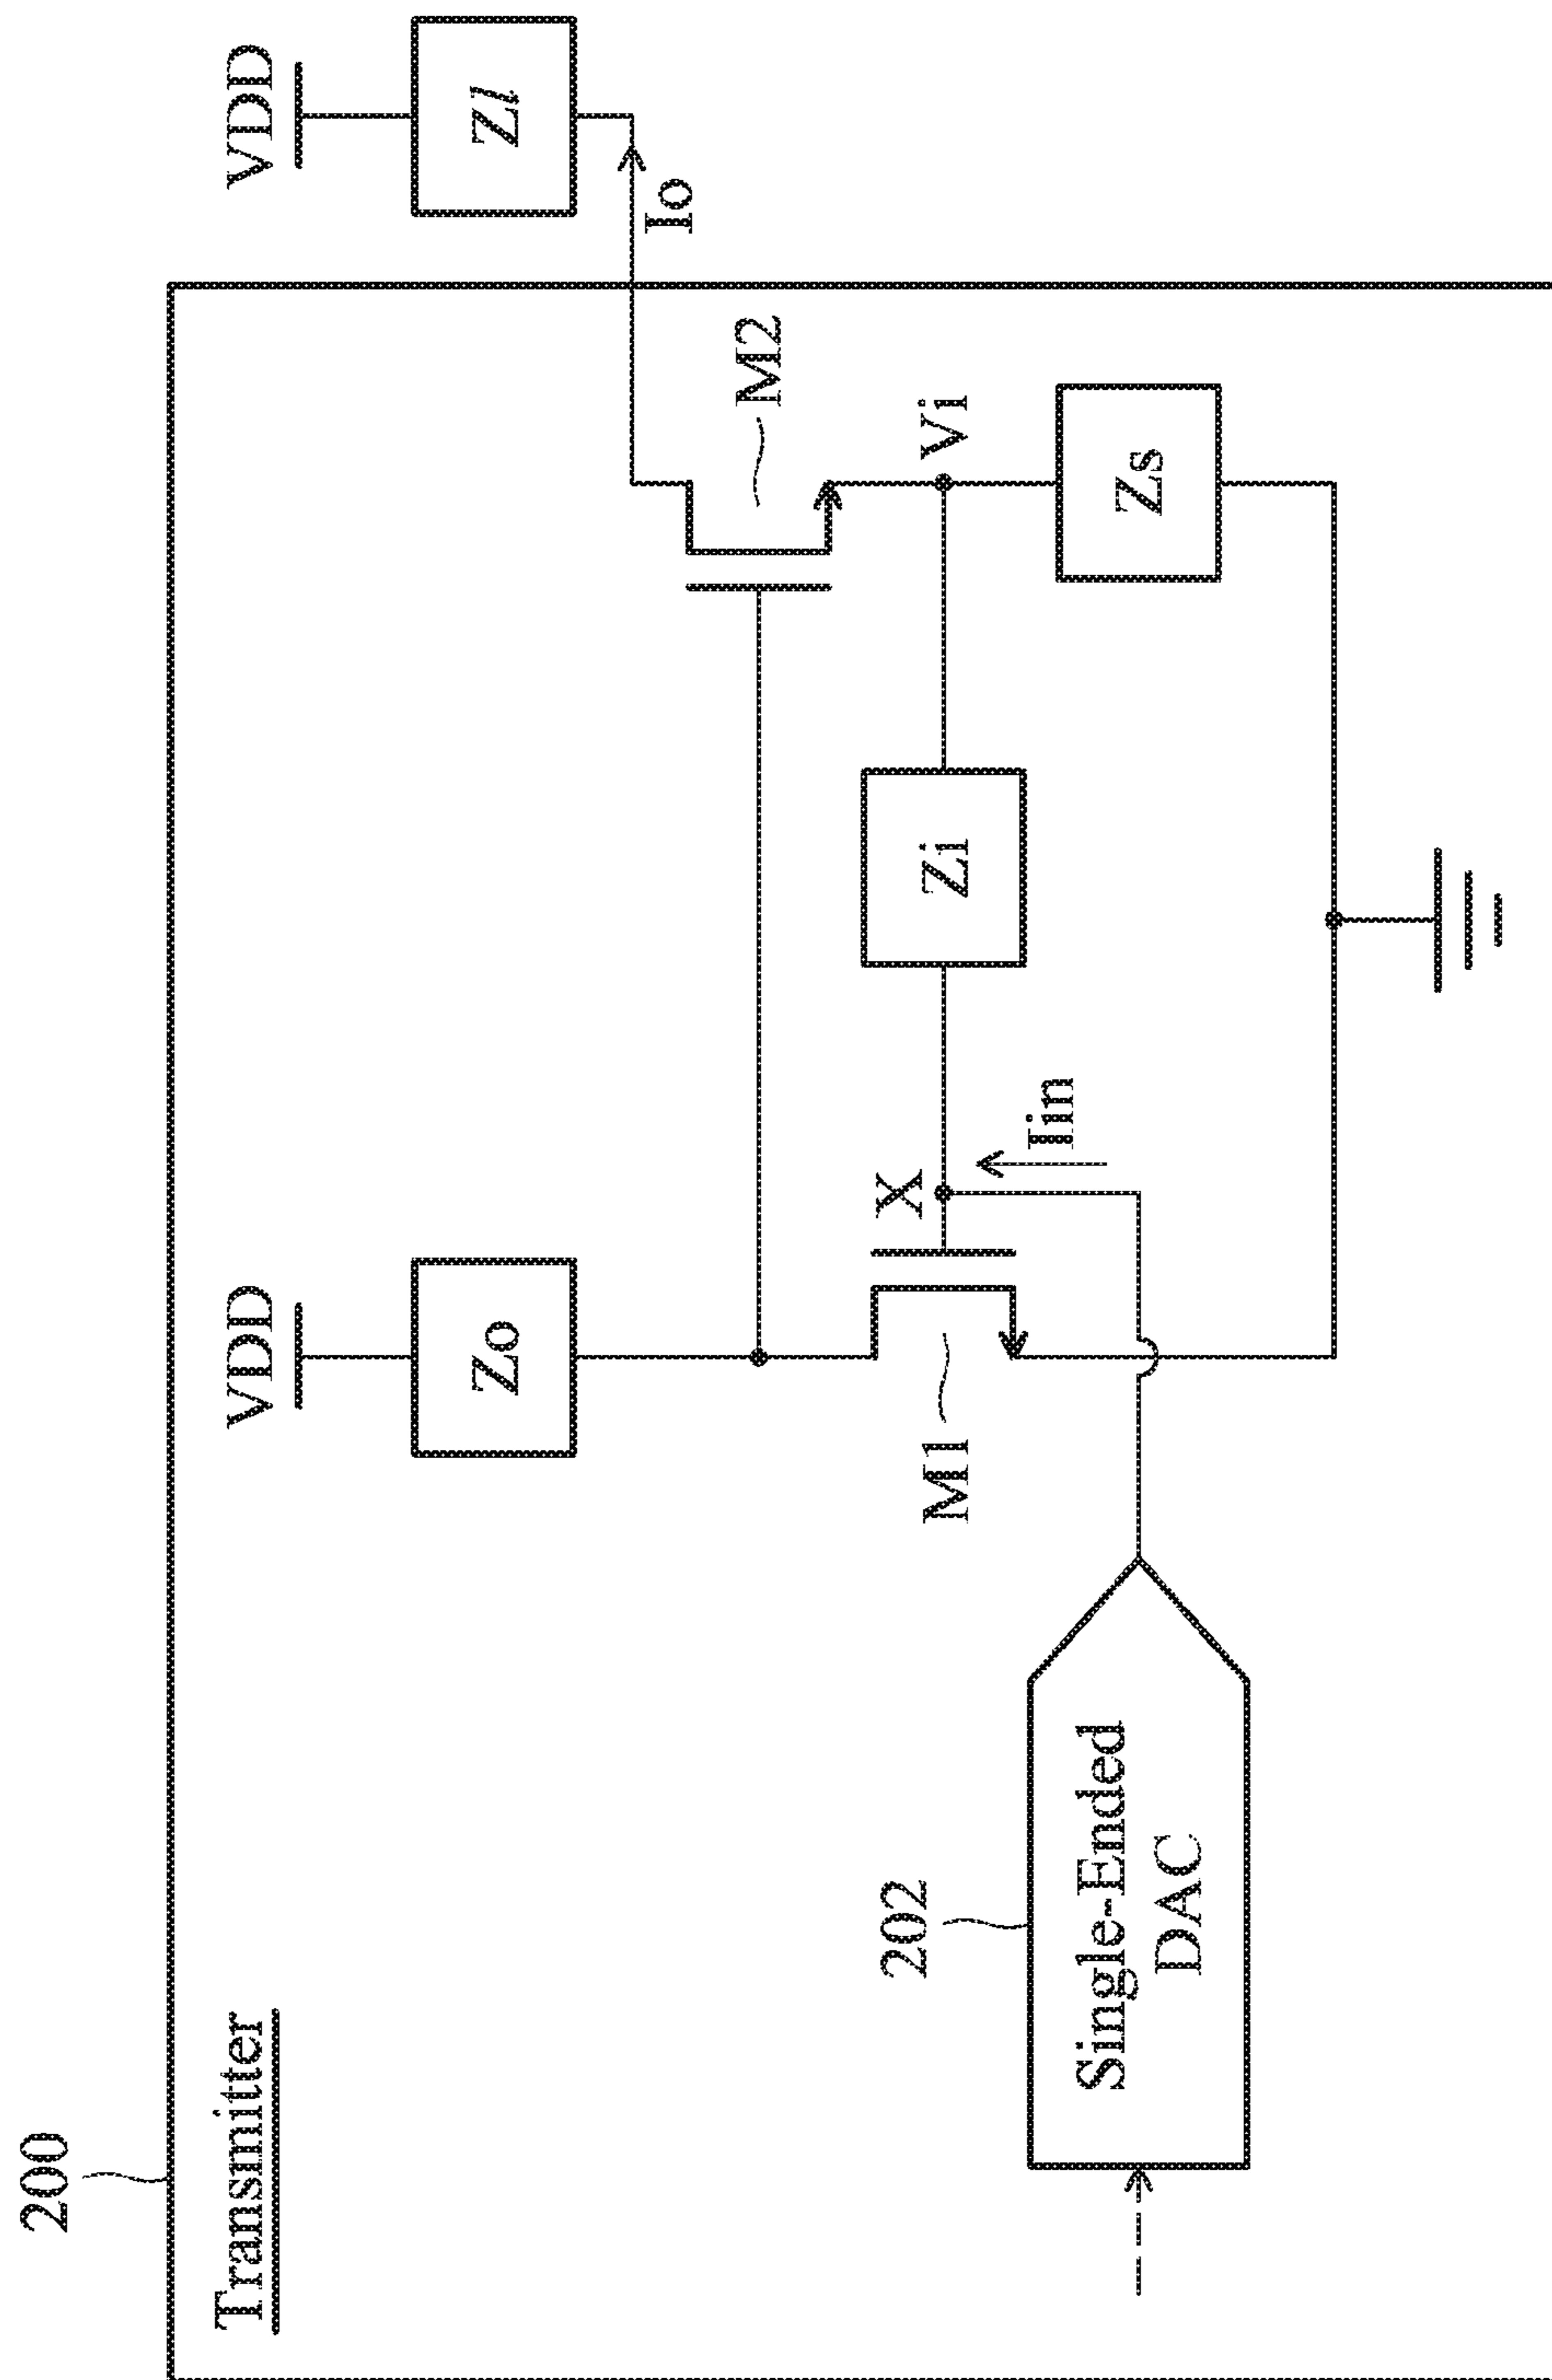 200
Transmitter
VDD
VDD
Zo
Zl
Io
M2
X
M1
Zi
Vi
Iin
Zs
202
Single-Ended
DAC